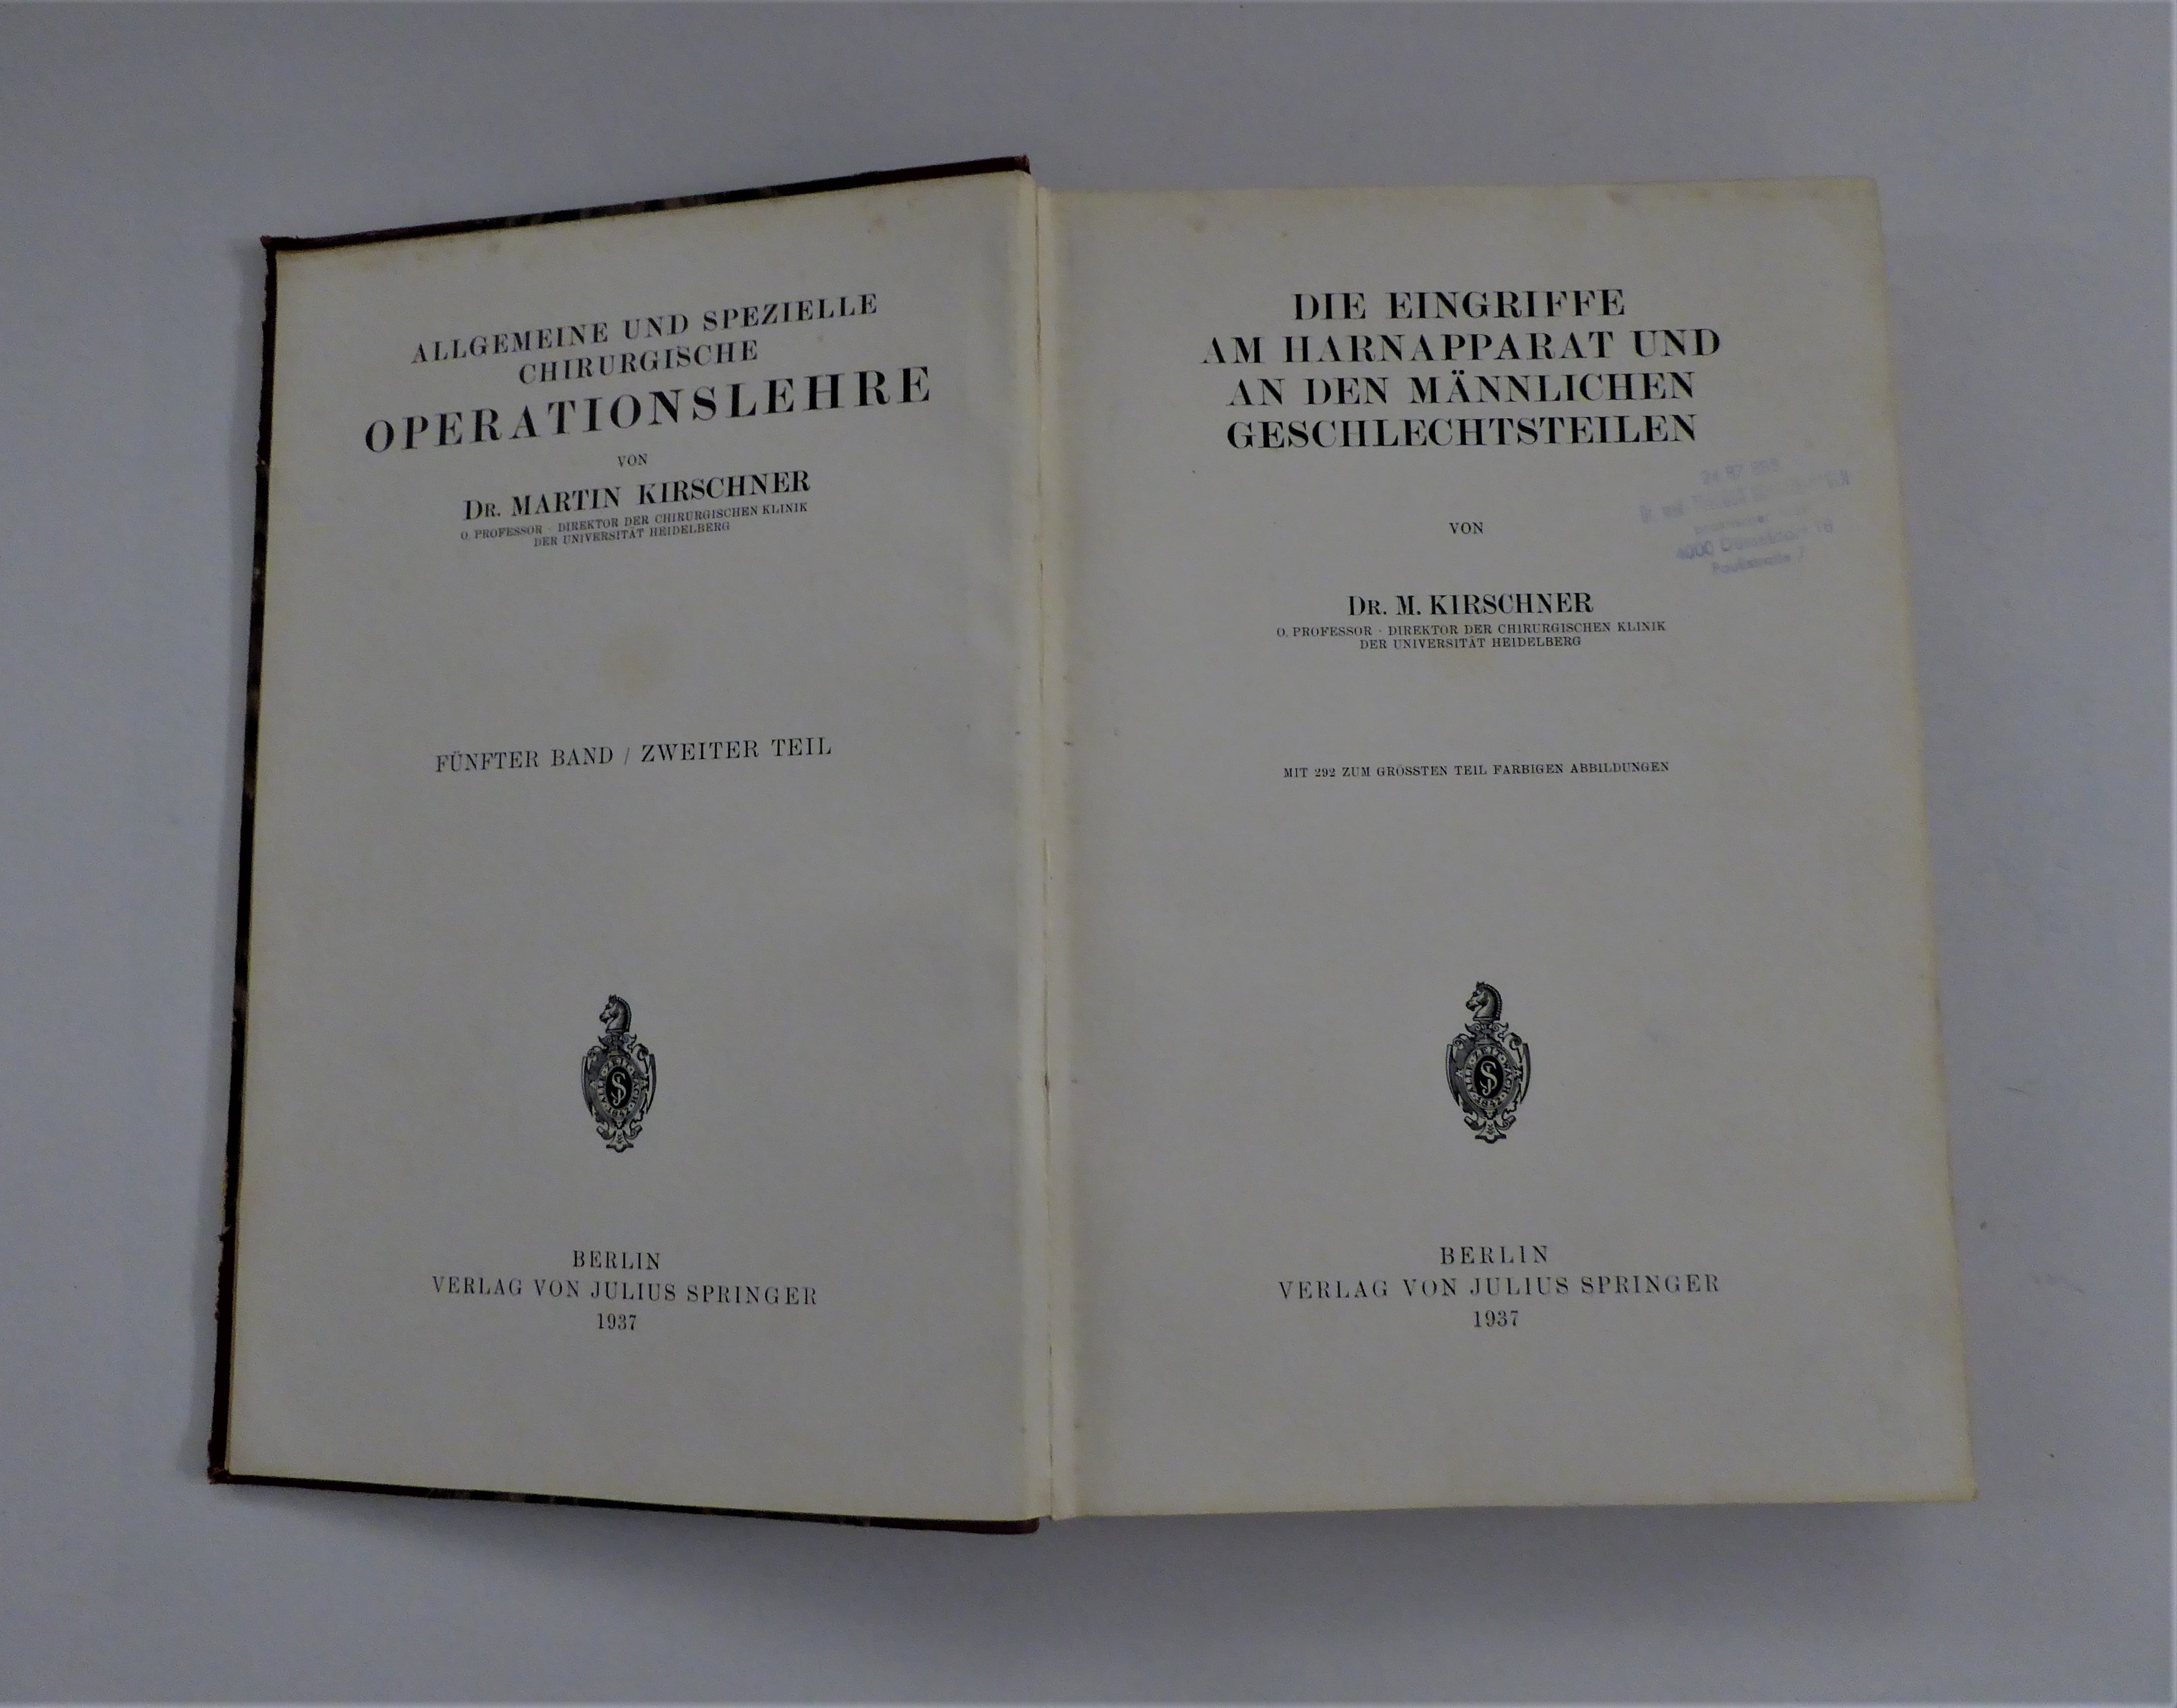 ALLGEMEINE UND SPEZIELLE
CHIRURGISCHE
OPERATIONSLEHRE
VON
DR. MARTIN KIRSCHNER
O. PROFESSOR · DIREKTOR DER CHIRURGISCHEN KLINIK
DER UNIVERSITÄT HEIDELBERG
FÜNFTER BAND / ZWEITER TEIL
BERLIN
VERLAG VON JULIUS SPRINGER
1937
DIE EINGRIFFE
AM HARNAPPARAT UND
AN DEN MÄNNLICHEN
GESCHLECHTSTEILEN
4000
VON
DR. M. KIRSCHNER
O. PROFESSOR · DIREKTOR DER CHIRURGISCHEN KLINIK
DER UNIVERSITÄT HEIDELBERG
MIT 292 ZUM GRÖSSTEN TEIL FARBIGEN ABBILDUNGEN
BERLIN
VERLAG VON JULIUS SPRINGER
1937